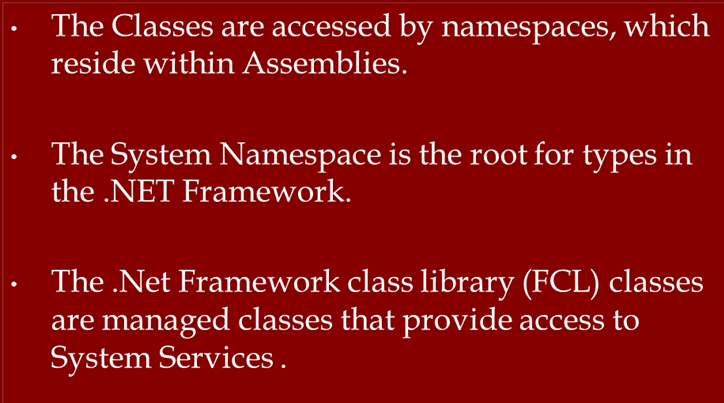 • The Classes are accessed by namespaces, which
reside within Assemblies.
• The System Namespace is the root for types in
the .NET Framework.
• The .Net Framework class library (FCL) classes
are managed classes that provide access to
System Services .